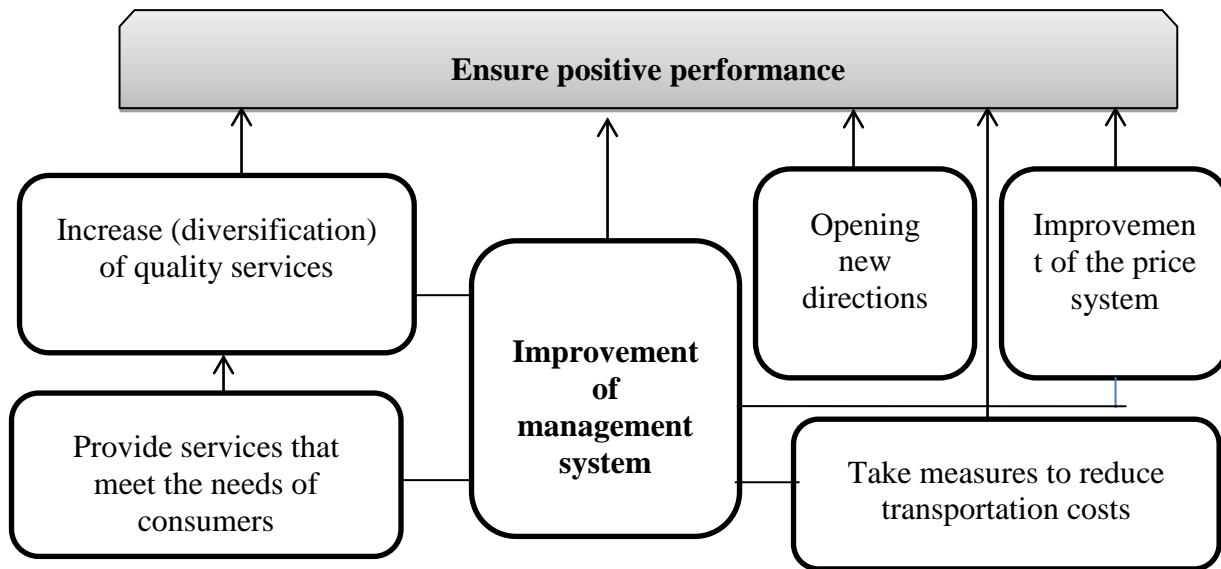 Ensure positive performance
Increase (diversification)
of quality services
Opening
new
directions
Improvemen
t of the price
system
Improvement
of
management
system
Provide services that
meet the needs of
consumers
Take measures to reduce
transportation costs